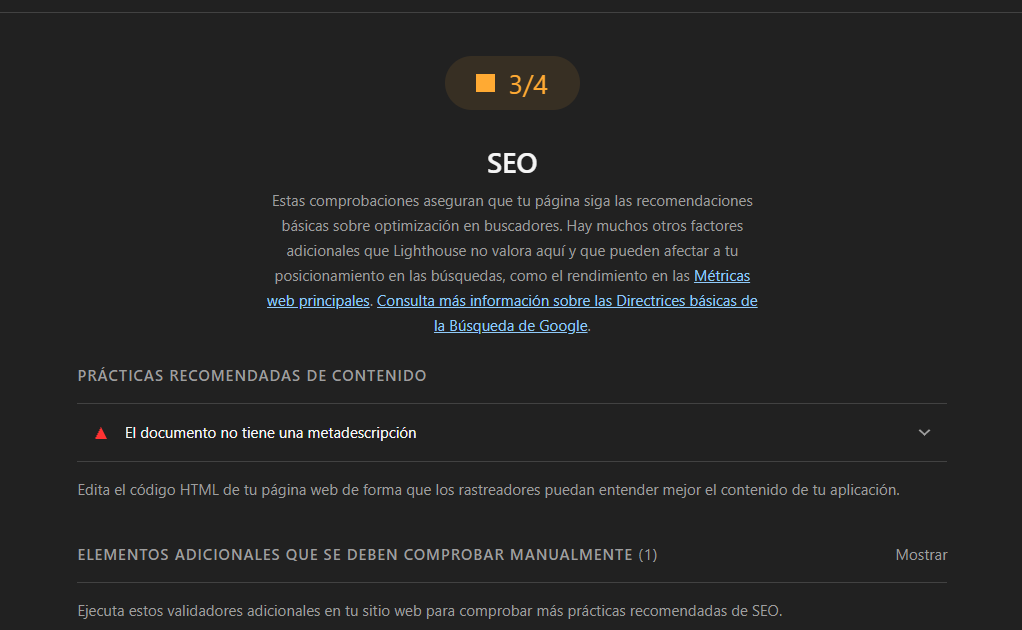 3/4
SEO
Estas comprobaciones aseguran que tu página siga las recomendaciones
básicas sobre optimización en buscadores. Hay muchos otros factores
adicionales que Lighthouse no valora aquí y que pueden afectar a tu
posicionamiento en las búsquedas, como el rendimiento en las Métricas
web principales. Consulta más información sobre las Directrices básicas de
la Búsqueda de Google.
PRÁCTICAS RECOMENDADAS DE CONTENIDO
El documento no tiene una metadescripción
Edita el código HTML de tu página web de forma que los rastreadores puedan entender mejor el contenido de tu aplicación.
ELEMENTOS ADICIONALES QUE SE DEBEN COMPROBAR MANUALMENTE (1) Mostrar
Ejecuta estos validadores adicionales en tu sitio web para comprobar más prácticas recomendadas de SEO.